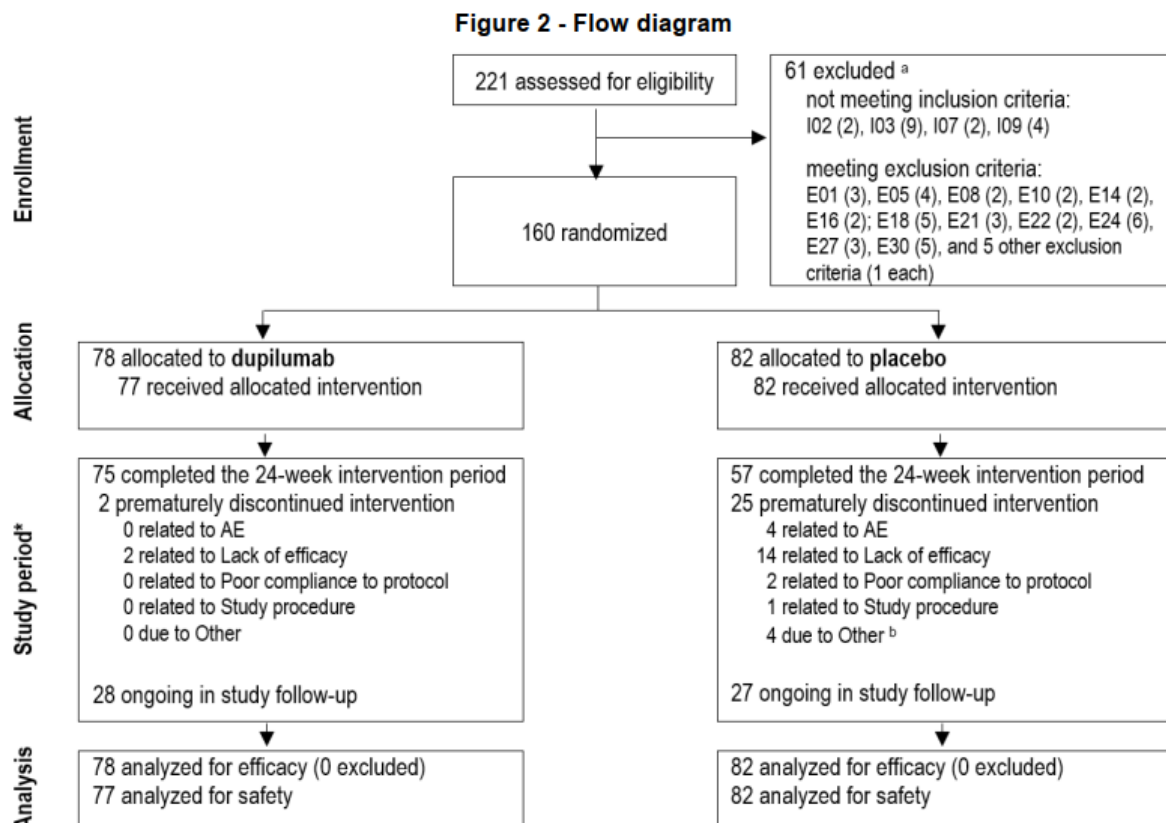 Figure 2 - Flow diagram
Enrollment
221 assessed for eligibility
61 excluded a
not meeting inclusion criteria:
I02 (2), I03 (9), I07 (2), I09 (4)
meeting exclusion criteria:
E01 (3), E05 (4), E08 (2), E10 (2), E14 (2),
E16 (2); E18 (5), E21 (3), E22 (2), E24 (6),
E27 (3), E30 (5), and 5 other exclusion
criteria (1 each)
160 randomized
Allocation
78 allocated to dupilumab
77 received allocated intervention
82 allocated to placebo
82 received allocated intervention
Study period*
75 completed the 24-week intervention period
2 prematurely discontinued intervention
0 related to AE
2 related to Lack of efficacy
0 related to Poor compliance to protocol
0 related to Study procedure
0 due to Other
28 ongoing in study follow-up
57 completed the 24-week intervention period
25 prematurely discontinued intervention
4 related to AE
14 related to Lack of efficacy
2 related to Poor compliance to protocol
1 related to Study procedure
4 due to Other b
27 ongoing in study follow-up
Analysis
78 analyzed for efficacy (0 excluded)
77 analyzed for safety
82 analyzed for efficacy (0 excluded)
82 analyzed for safety